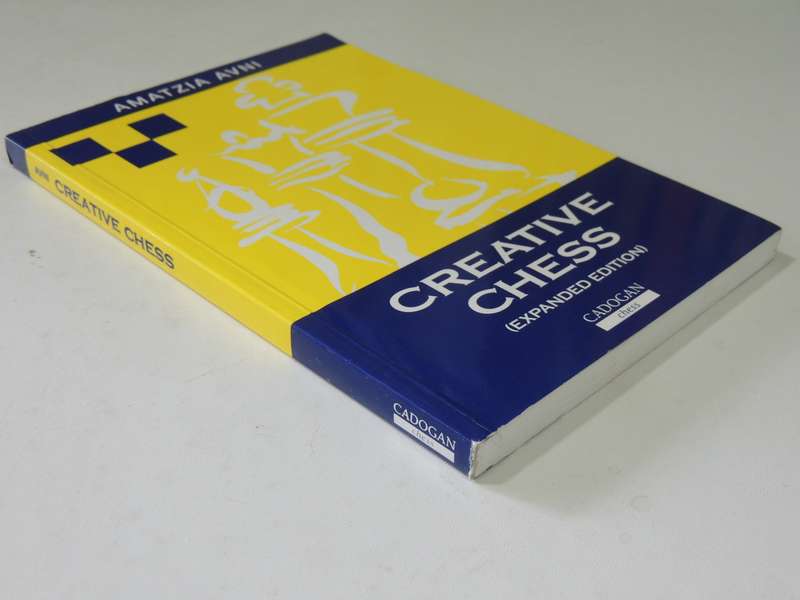 AMATZIA AVNI
CREATIVE
CHESS
(EXPANDED EDITION)
CADOGAN
chess
AVNI CREATIVE CHESS
CADOGAN
chess